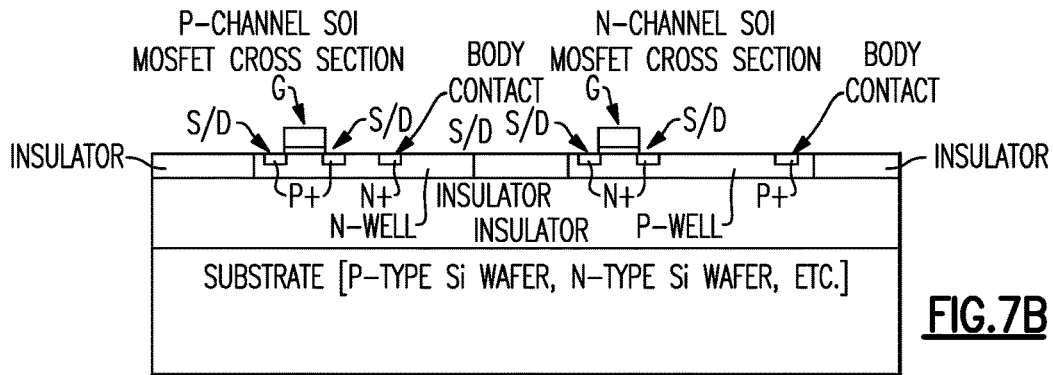 P-CHANNEL SOI
MOSFET CROSS SECTION
N-CHANNEL SOI
MOSFET CROSS SECTION
G
BODY
CONTACT
G
BODY
CONTACT
S/D
S/D
S/D
S/D
S/D
INSULATOR
INSULATOR
P+
N+
INSULATOR
N+
P+
N-WELL
INSULATOR
P-WELL
SUBSTRATE [P-TYPE Si WAFER, N-TYPE Si WAFER, ETC.]
FIG.7B